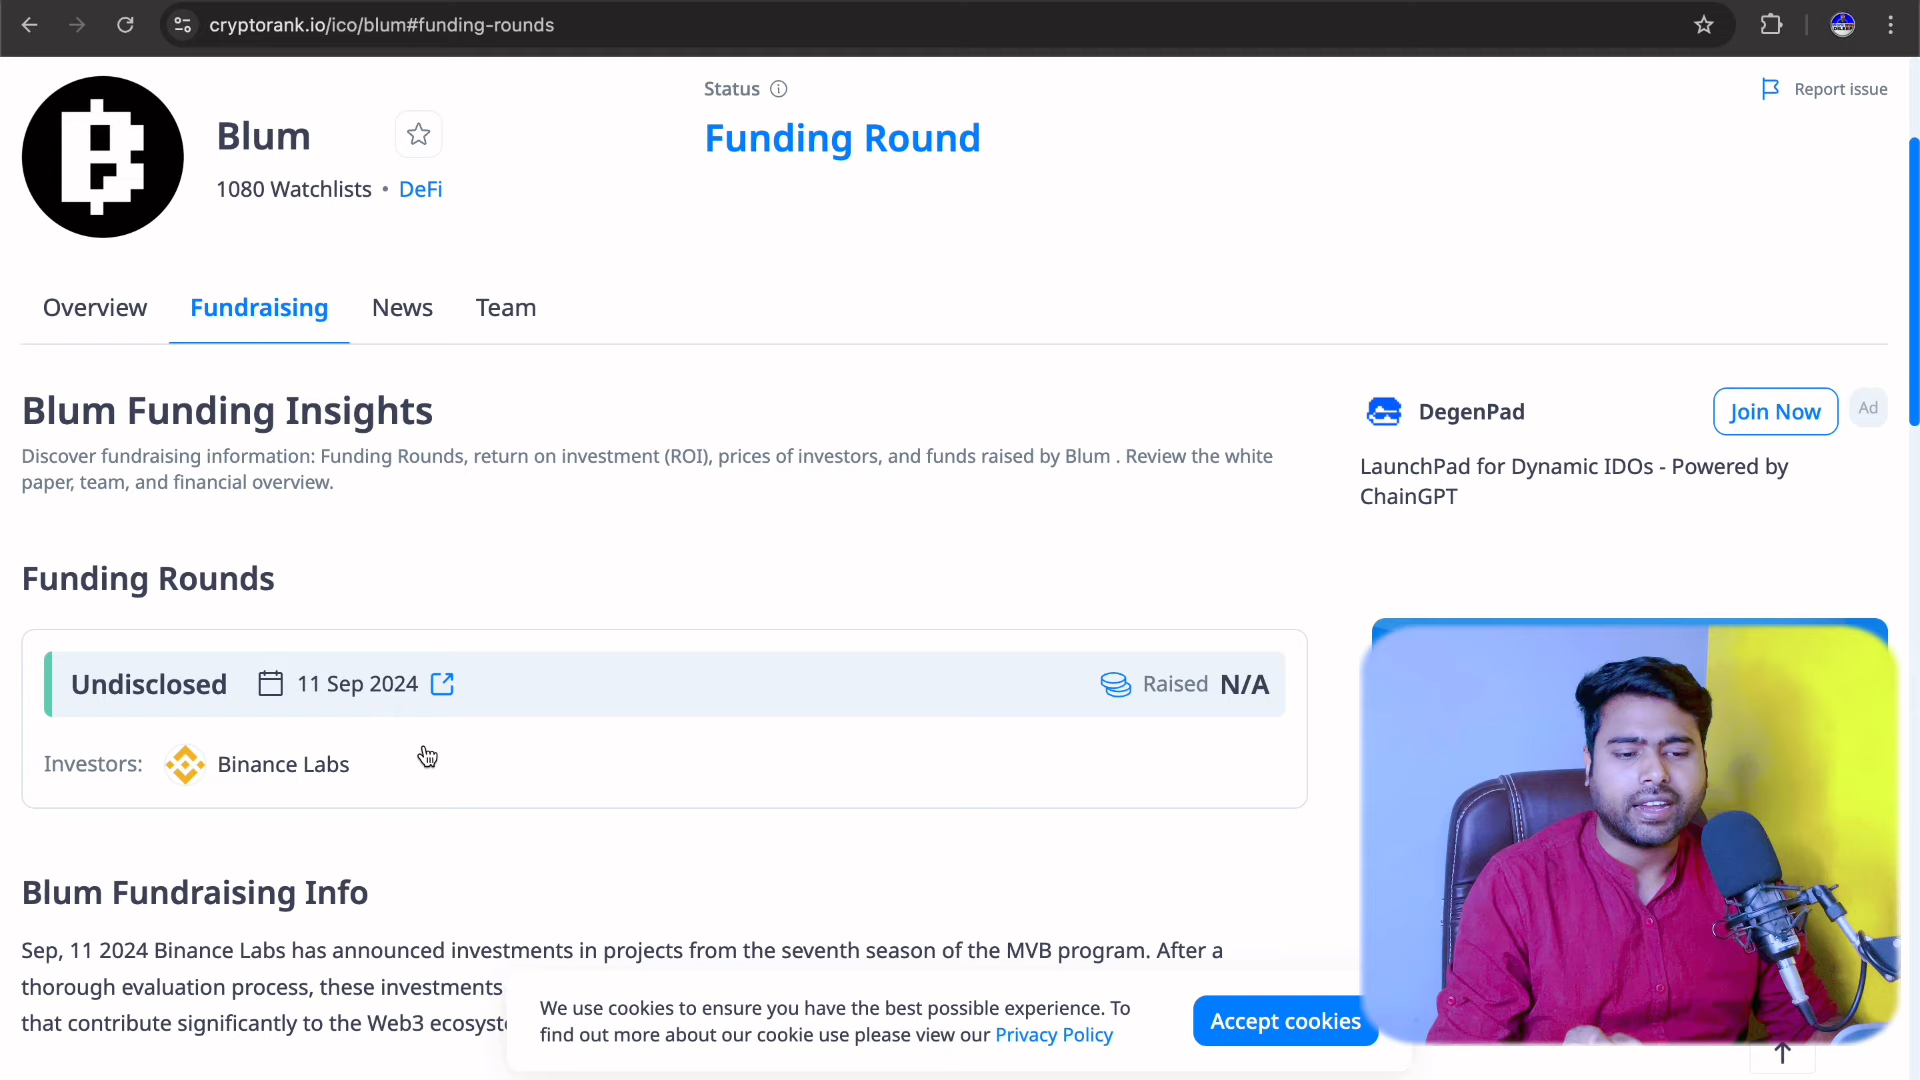 cryptorank.io/ico/blum#funding-rounds
Blum
1080 Watchlists • DeFi
Status
Funding Round
Report issue
Overview
Fundraising
News
Team
Blum Funding Insights
Discover fundraising information: Funding Rounds, return on investment (ROI), prices of investors, and funds raised by Blum . Review the white
paper, team, and financial overview.
DegenPad
Join Now
Ad
LaunchPad for Dynamic IDOs - Powered by
ChainGPT
Funding Rounds
Undisclosed
11 Sep 2024
Raised N/A
Investors:
Binance Labs
Blum Fundraising Info
Sep, 11 2024 Binance Labs has announced investments in projects from the seventh season of the MVB program. After a
thorough evaluation process, these investments
that contribute significantly to the Web3
We use cookies to ensure you have the best possible experience. To
find out more about our cookie use please view our Privacy Policy
Accept cookies